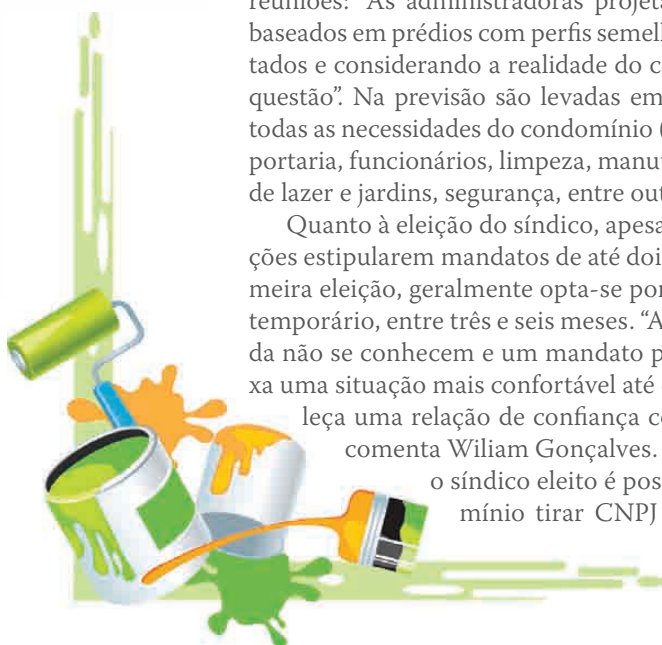 reuniões: "As administradoras projeta
baseados em prédios com perfis semell
tados e considerando a realidade do c
questão". Na previsão são levadas em
todas as necessidades do condomínio (
portaria, funcionários, limpeza, manu
de lazer e jardins, segurança, entre out
Quanto à eleição do síndico, apesa
ções estipularem mandatos de até doi
meira eleição, geralmente opta-se por
temporário, entre três e seis meses. "A
da não se conhecem e um mandato p
xa uma situação mais confortável até
leça uma relação de confiança co
comenta Wiliam Gonçalves.
o síndico eleito é pos
mínio tirar CNPJ